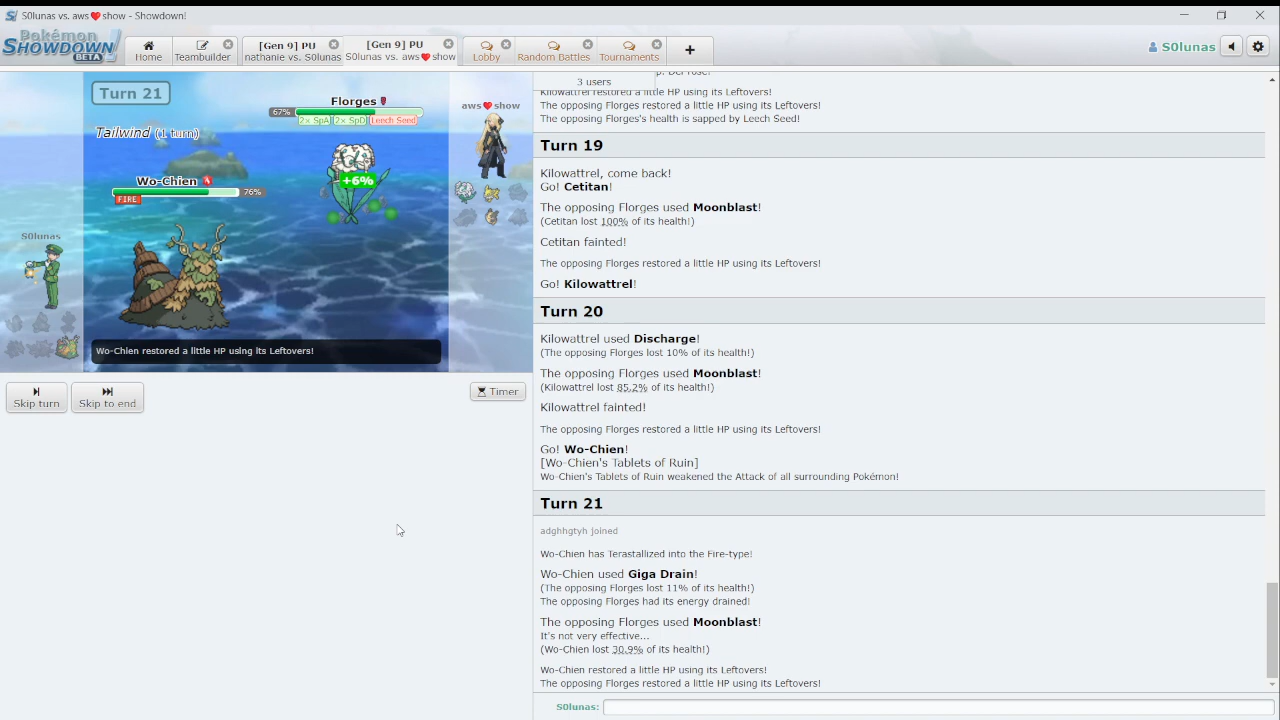 S0lunas vs. aws❤show - Showdown!
Pokémon
SHOWDOWN!
BETA
Home
Teambuilder
[Gen 9] PU
nathanie vs. S0lunas
[Gen 9] PU
S0lunas vs. aws❤show
Lobby
Random Battles
Tournaments
S0lunas
3 users
Turn 21
Tailwind (1 turn)
Florges
67%
2× SpA 2× SpD Leech Seed
aws❤show
+6%
Wo-Chien
76%
FIRE
S0lunas
Wo-Chien restored a little HP using its Leftovers!
Skip turn
Skip to end
Timer
Kilowattrel restored a little HP using its Leftovers!
The opposing Florges restored a little HP using its Leftovers!
The opposing Florges's health is sapped by Leech Seed!
Turn 19
Kilowattrel, come back!
Go! Cetitan!
The opposing Florges used Moonblast!
(Cetitan lost 100% of its health!)
Cetitan fainted!
The opposing Florges restored a little HP using its Leftovers!
Go! Kilowattrel!
Turn 20
Kilowattrel used Discharge!
(The opposing Florges lost 10% of its health!)
The opposing Florges used Moonblast!
(Kilowattrel lost 85.2% of its health!)
Kilowattrel fainted!
The opposing Florges restored a little HP using its Leftovers!
Go! Wo-Chien!
[Wo-Chien's Tablets of Ruin]
Wo-Chien's Tablets of Ruin weakened the Attack of all surrounding Pokémon!
Turn 21
adghhgtyh joined
Wo-Chien has Terastallized into the Fire-type!
Wo-Chien used Giga Drain!
(The opposing Florges lost 11% of its health!)
The opposing Florges had its energy drained!
The opposing Florges used Moonblast!
It's not very effective...
(Wo-Chien lost 30.9% of its health!)
Wo-Chien restored a little HP using its Leftovers!
The opposing Florges restored a little HP using its Leftovers!
S0lunas: